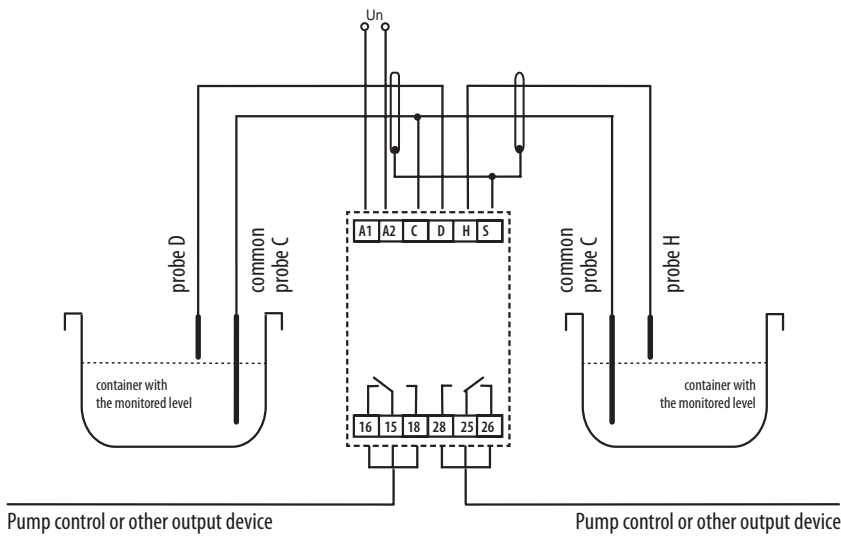 Un
A1 A2 C D H S
probe D
common
probe C
common
probe C
probe H
container with
the monitored level
container with
the monitored level
16 15 18 28 25 26
Pump control or other output device
Pump control or other output device